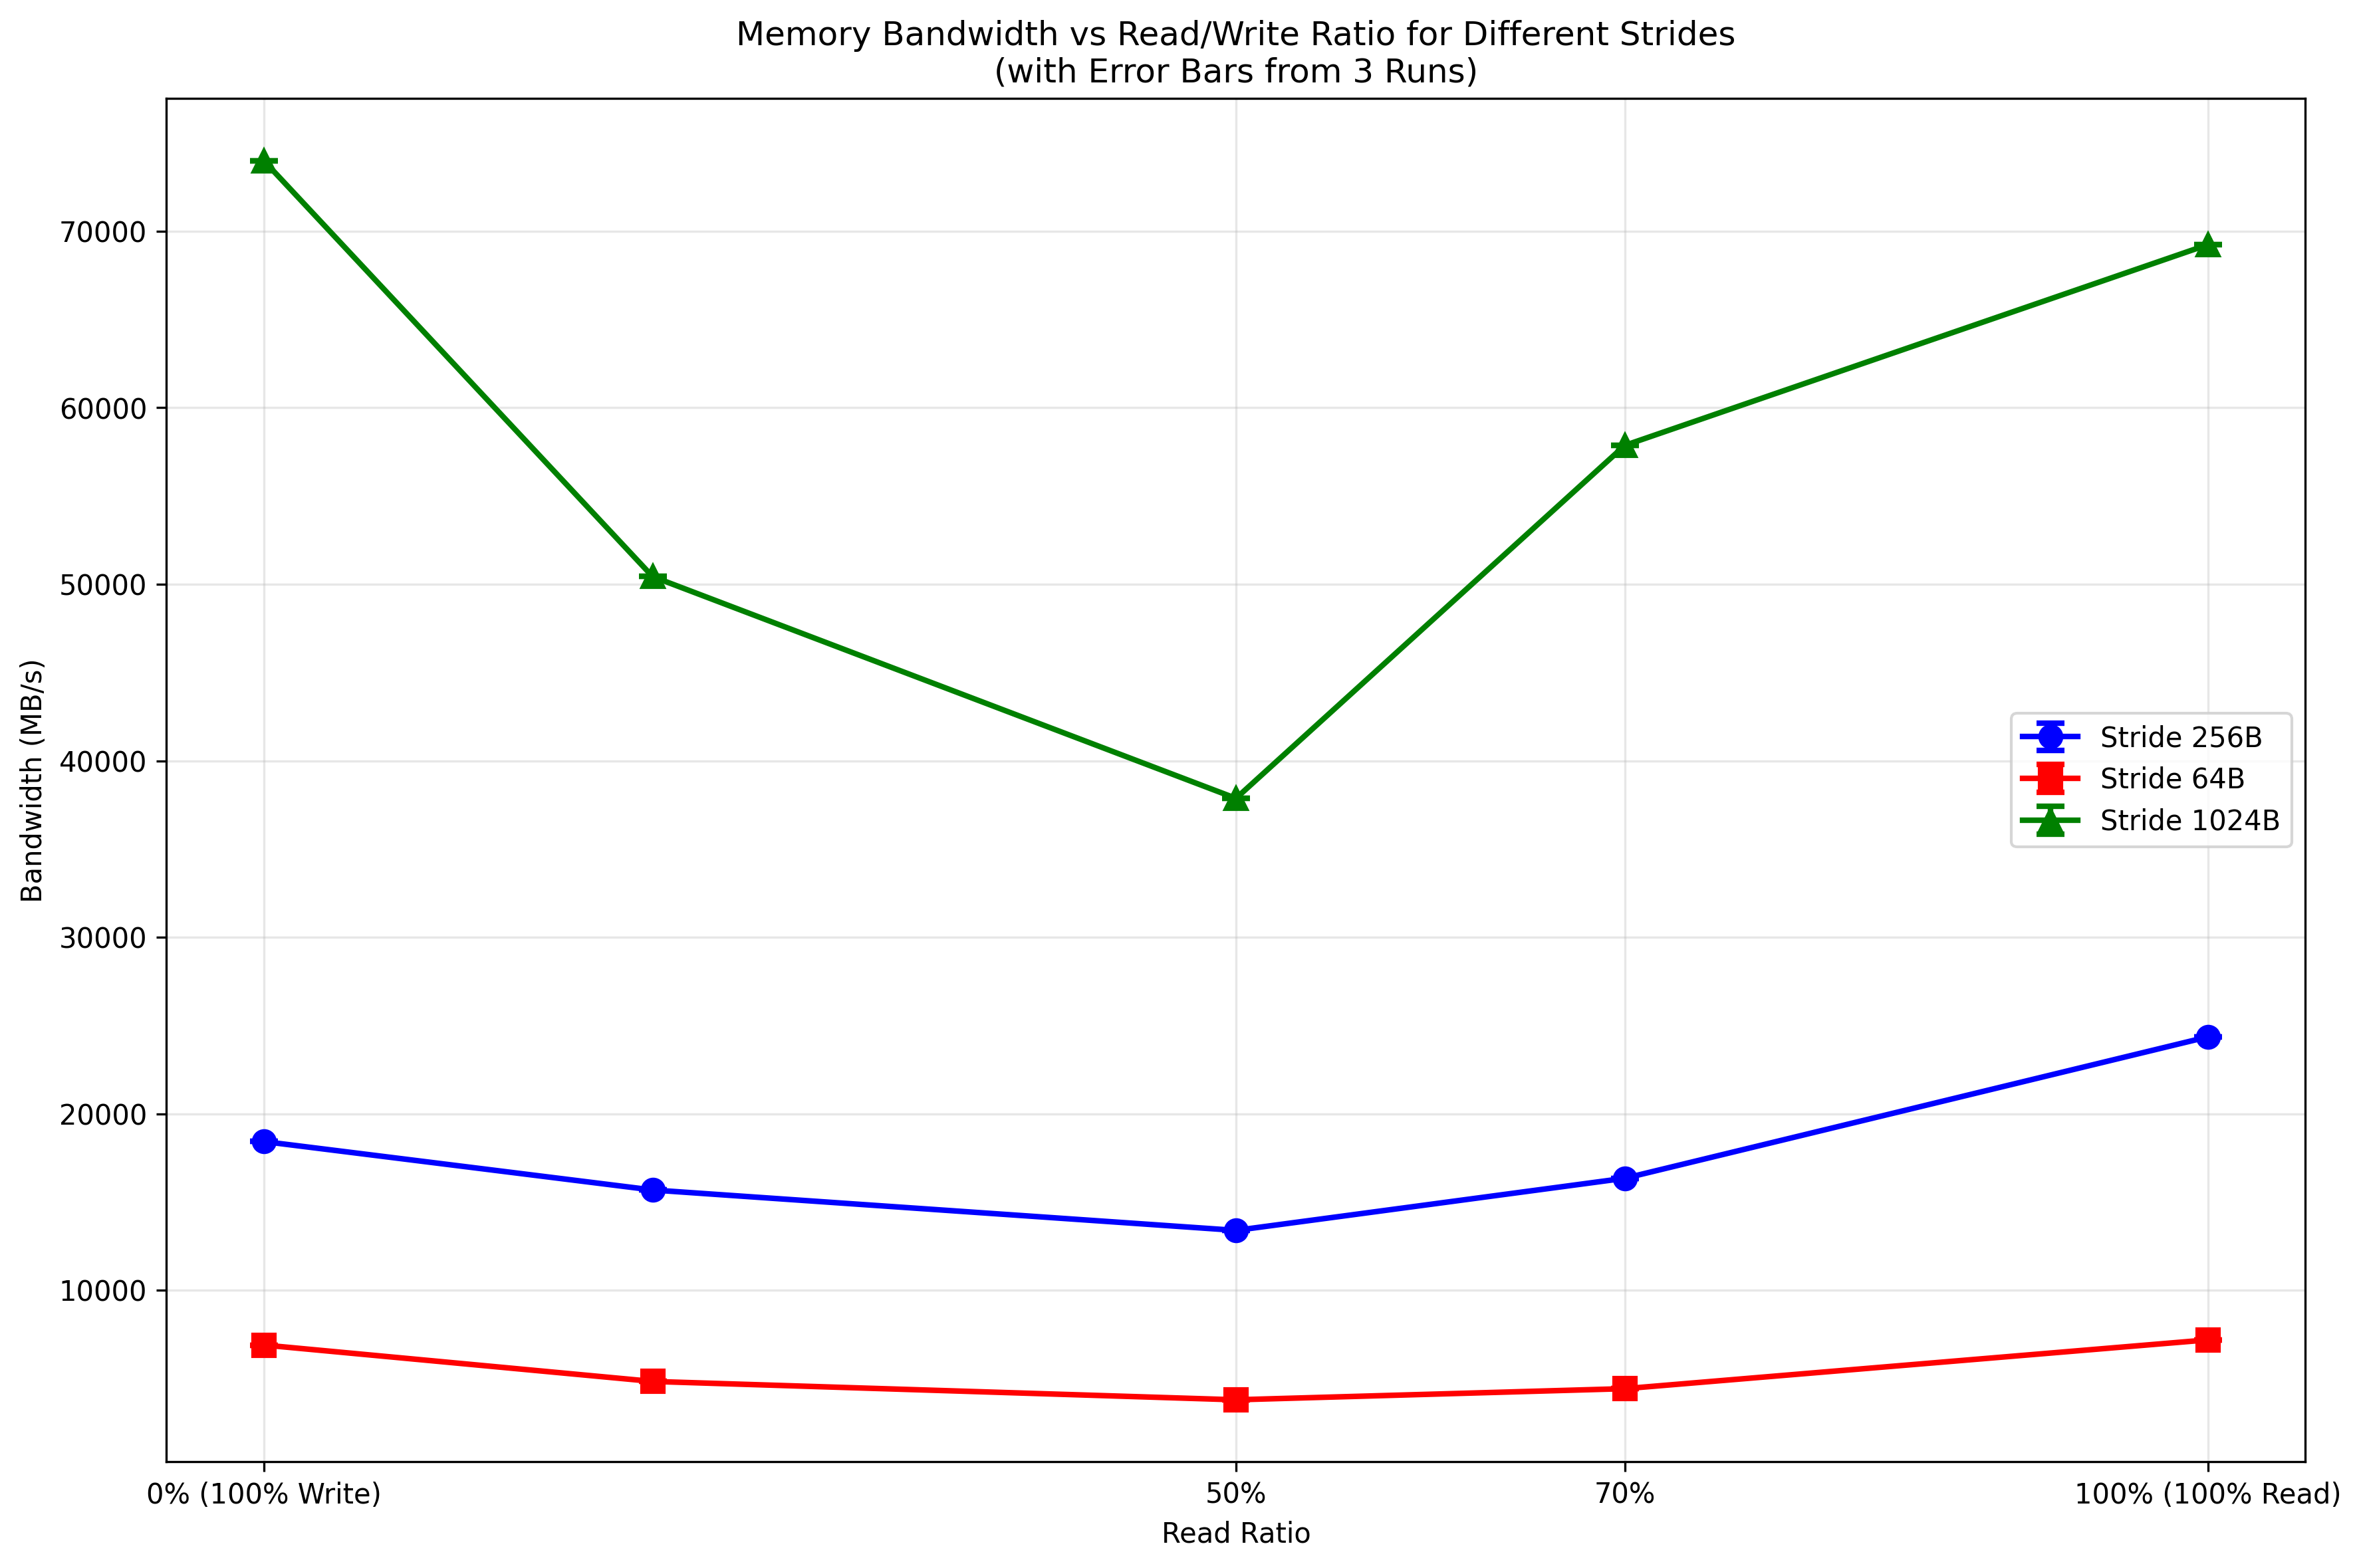 Memory Bandwidth vs Read/Write Ratio for Different Strides
(with Error Bars from 3 Runs)
Bandwidth (MB/s)
70000
60000
50000
40000
30000
20000
10000
Stride 256B
Stride 64B
Stride 1024B
0% (100% Write)
50%
70%
100% (100% Read)
Read Ratio